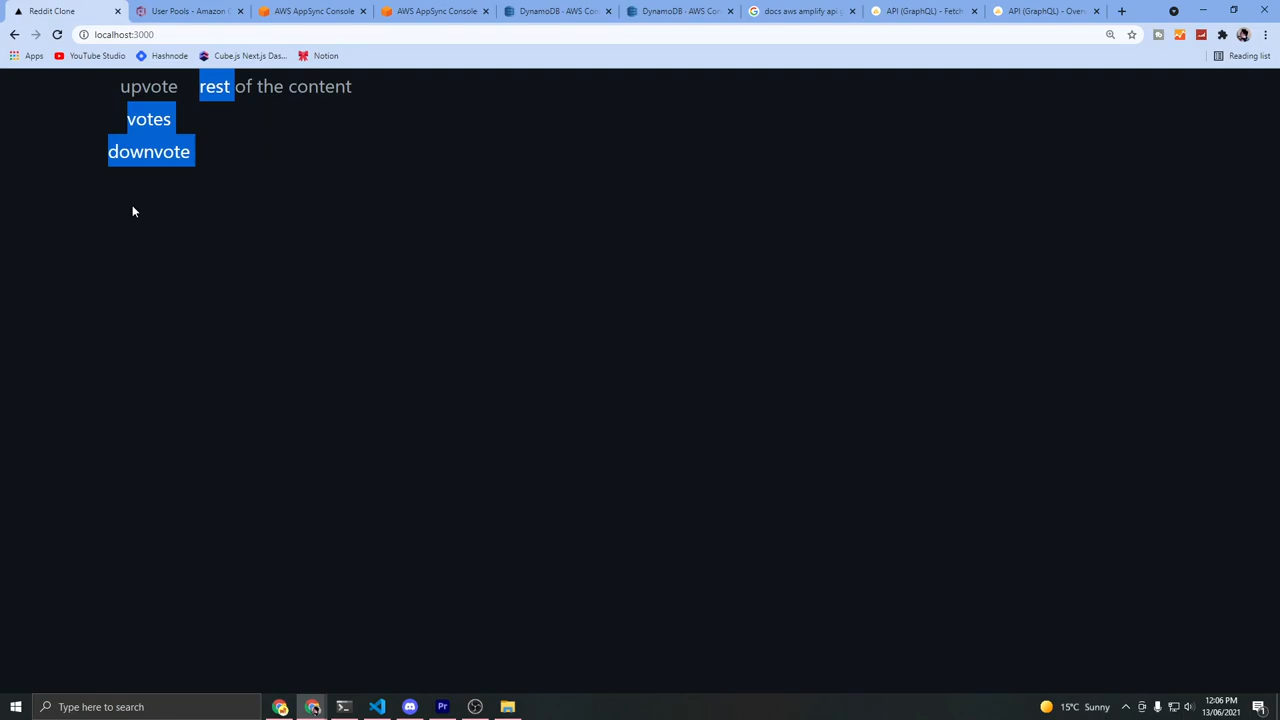 Reddit Clone
User Pools - Amazon C
AWS AppSync Console
AWS AppSync Console
DynamoDB · AWS Con
DynamoDB · AWS Con
docs aws amplify api g
API (GraphQL) - Fetch
API (GraphQL) - Over
localhost:3000
Apps
YouTube Studio
Hashnode
Cube.js Next.js Das...
Notion
Reading list
upvote rest of the content
votes
downvote
Type here to search
Pr
15°C Sunny
12:06 PM
13/06/2021